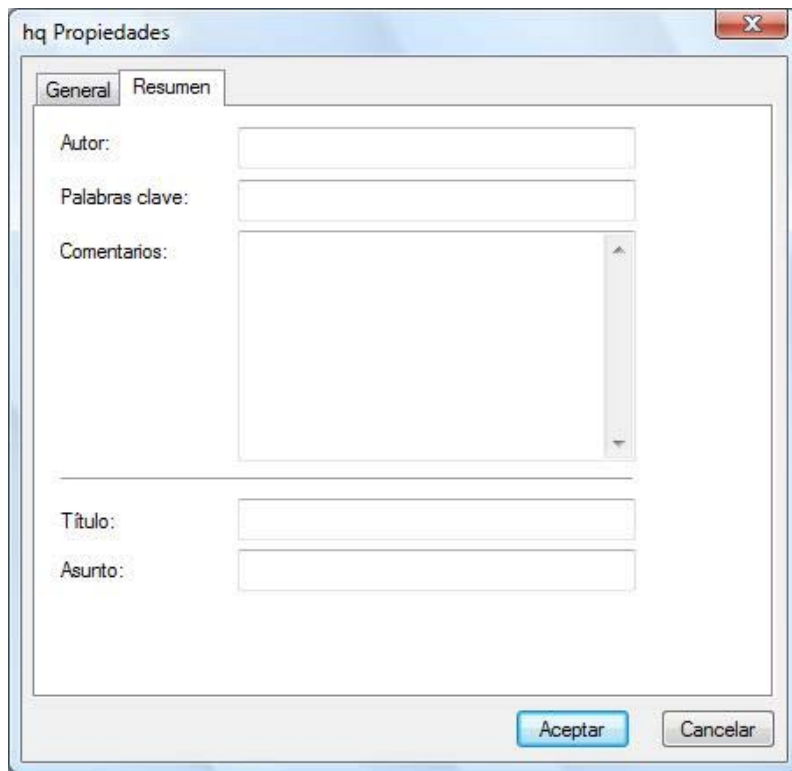 hq Propiedades
General Resumen
Autor:
Palabras clave:
Comentarios:
Título:
Asunto:
Aceptar Cancelar